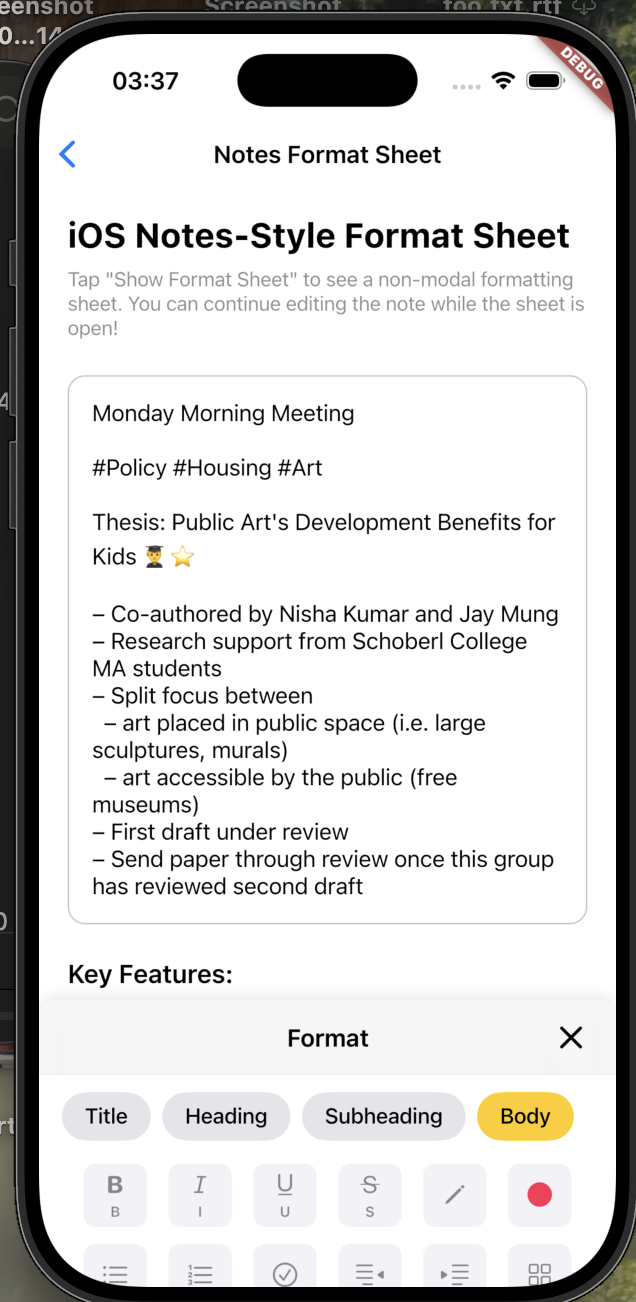 Screenshot
too.txt.rtf
03:37
DEBUG
Notes Format Sheet
iOS Notes-Style Format Sheet
Tap "Show Format Sheet" to see a non-modal formatting
sheet. You can continue editing the note while the sheet is
open!
Monday Morning Meeting
#Policy #Housing #Art
Thesis: Public Art's Development Benefits for
Kids 👨‍🎓 ⭐
– Co-authored by Nisha Kumar and Jay Mung
– Research support from Schoberl College
MA students
– Split focus between
– art placed in public space (i.e. large
sculptures, murals)
– art accessible by the public (free
museums)
– First draft under review
– Send paper through review once this group
has reviewed second draft
Key Features:
Format
Title Heading Subheading Body
B I U S
B I U S